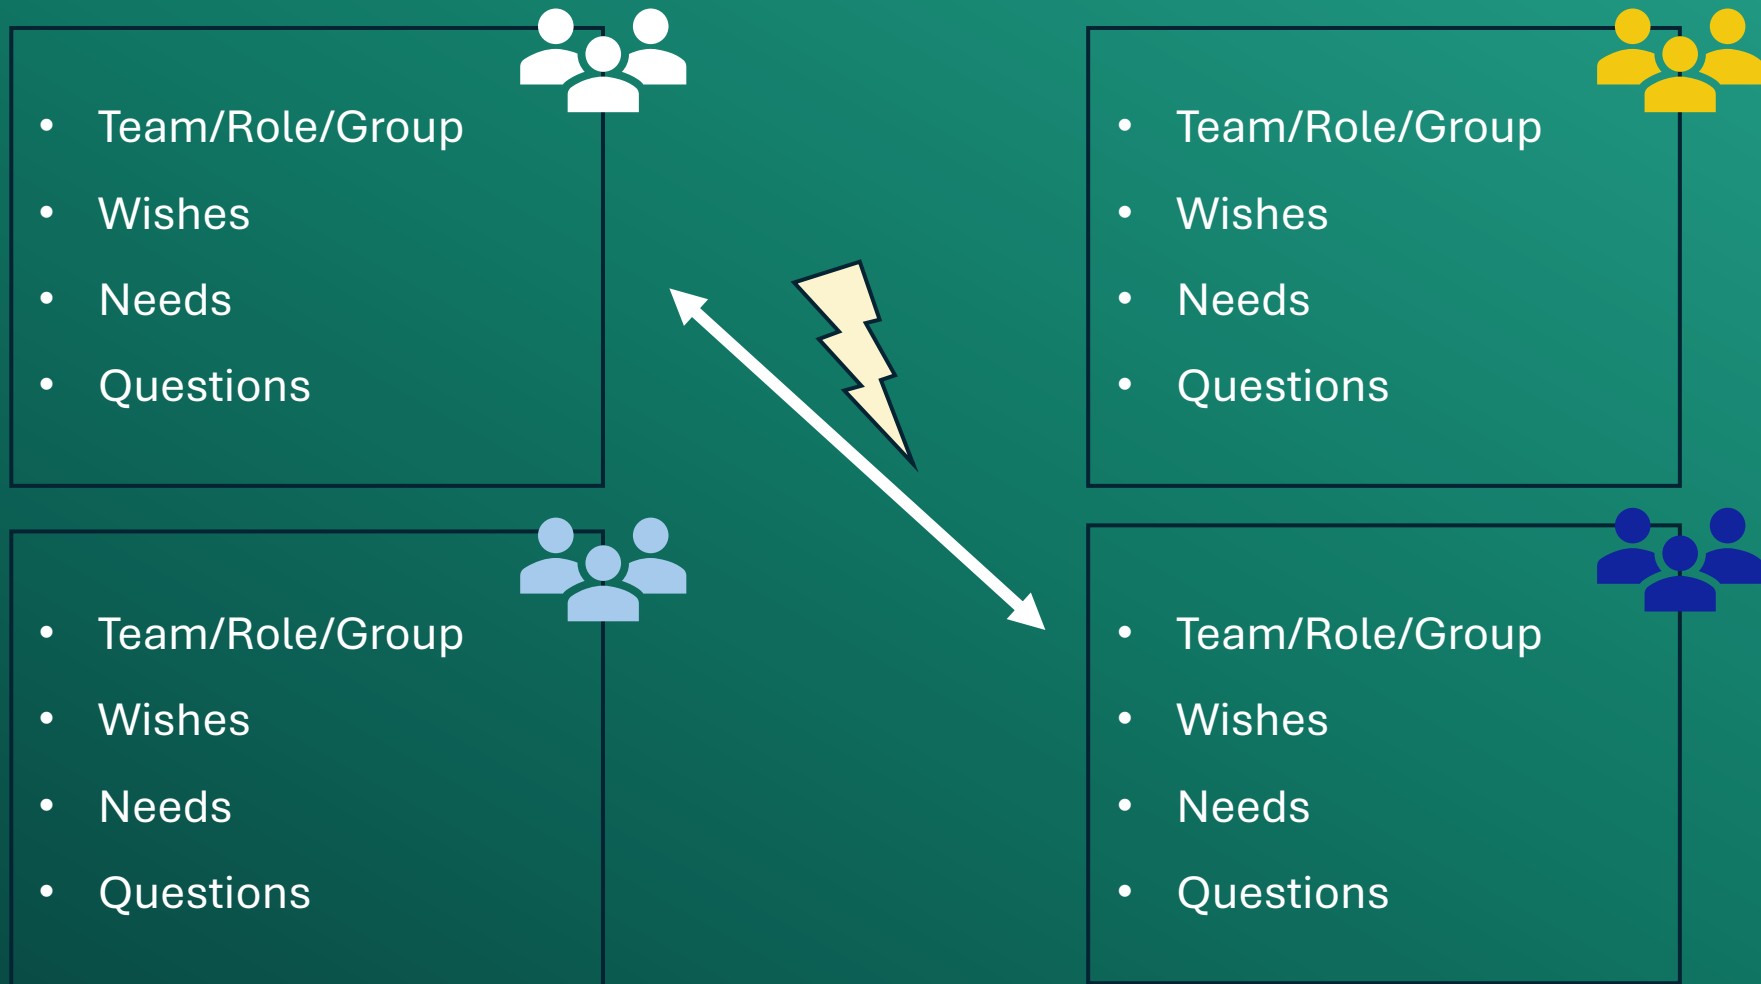 • Team/Role/Group
• Wishes
• Needs
• Questions
• Team/Role/Group
• Wishes
• Needs
• Questions
• Team/Role/Group
• Wishes
• Needs
• Questions
• Team/Role/Group
• Wishes
• Needs
• Questions